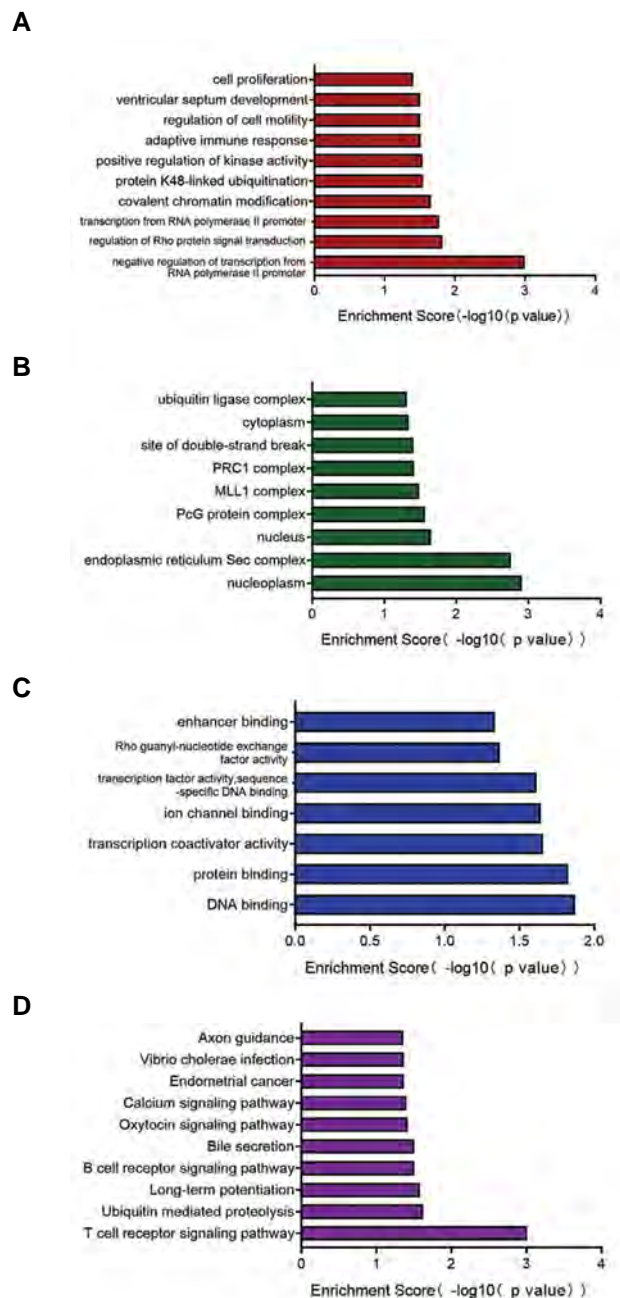 A
cell proliferation
ventricular septum development
regulation of cell motility
adaptive immune response
positive regulation of kinase activity
protein K48-linked ubiquitination
covalent chromatin modification
transcription from RNA polymerase II promoter
regulation of Rho protein signal transduction
negative regulation of transcription from
RNA polymerase II promoter
0 1 2 3 4
Enrichment Score(-log10(p value))
B
ubiquitin ligase complex
cytoplasm
site of double-strand break
PRC1 complex
MLL1 complex
PcG protein complex
nucleus
endoplasmic reticulum Sec complex
nucleoplasm
0 1 2 3 4
Enrichment Score( -log10( p value) )
C
enhancer binding
Rho guanyl-nucleotide exchange
factor activity
transcription factor activity,sequence
-specific DNA binding
ion channel binding
transcription coactivator activity
protein binding
DNA binding
0.0 0.5 1.0 1.5 2.0
Enrichment Score( -log10( p value) )
D
Axon guidance
Vibrio cholerae infection
Endometrial cancer
Calcium signaling pathway
Oxytocin signaling pathway
Bile secretion
B cell receptor signaling pathway
Long-term potentiation
Ubiquitin mediated proteolysis
T cell receptor signaling pathway
0 1 2 3 4
Enrichment Score( -log10( p value) )